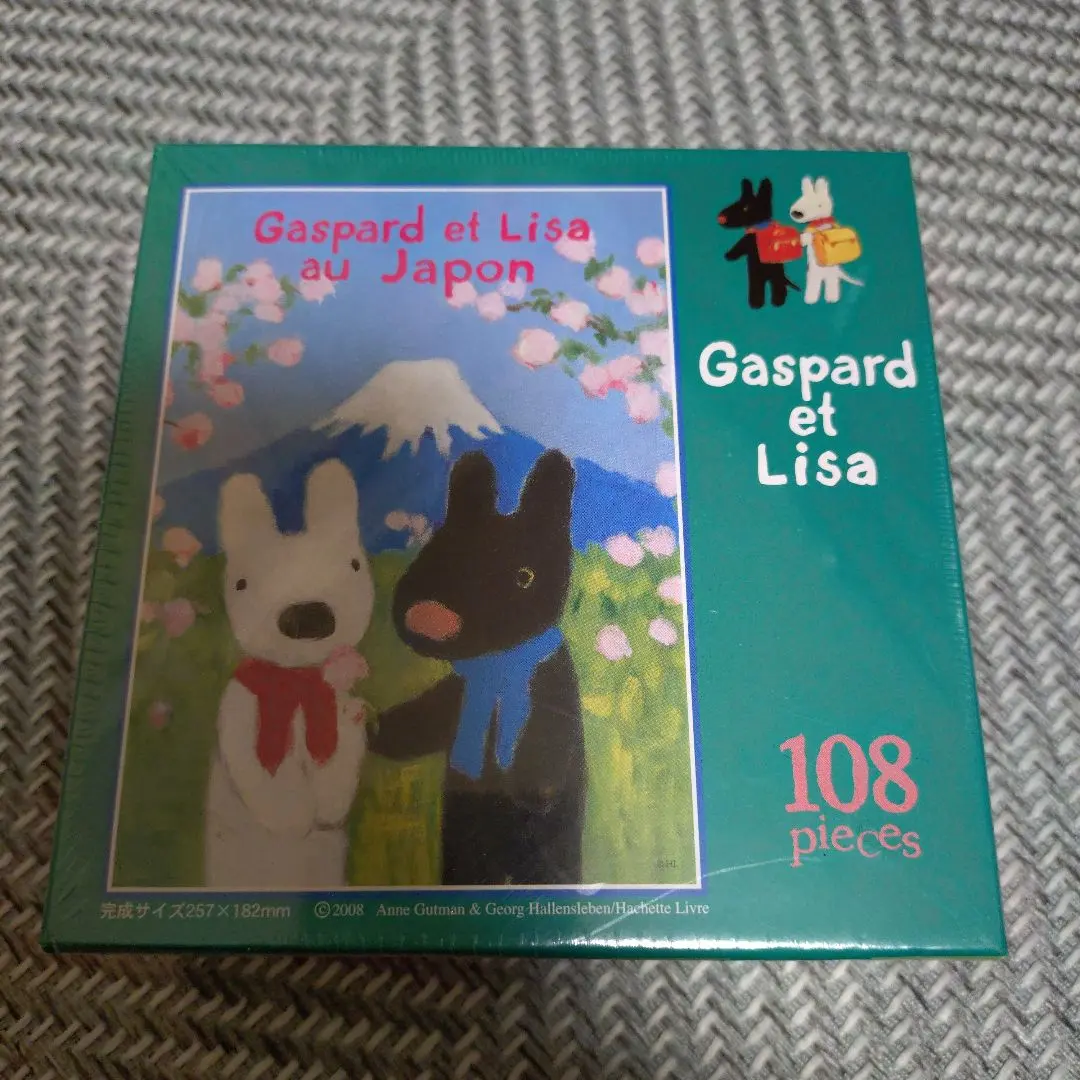 Gaspard et Lisa
au Japon
Gaspard
et
Lisa
108
pieces
完成サイズ257×182mm ©2008 Anne Gutman & Georg Hallensleben/Hachette Livre